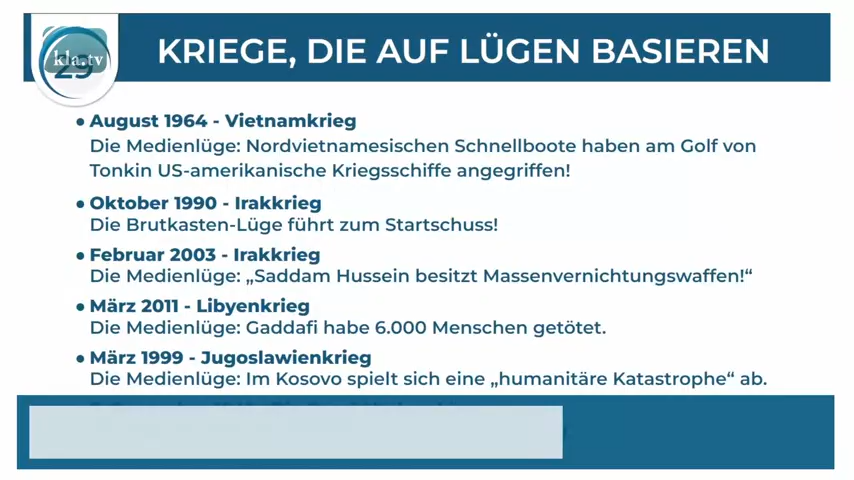 kla.tv
29
KRIEGE, DIE AUF LÜGEN BASIEREN
● August 1964 - Vietnamkrieg
Die Medienlüge: Nordvietnamesischen Schnellboote haben am Golf von
Tonkin US-amerikanische Kriegsschiffe angegriffen!
● Oktober 1990 - Irakkrieg
Die Brutkasten-Lüge führt zum Startschuss!
● Februar 2003 - Irakkrieg
Die Medienlüge: „Saddam Hussein besitzt Massenvernichtungswaffen!“
● März 2011 - Libyenkrieg
Die Medienlüge: Gaddafi habe 6.000 Menschen getötet.
● März 1999 - Jugoslawienkrieg
Die Medienlüge: Im Kosovo spielt sich eine „humanitäre Katastrophe“ ab.